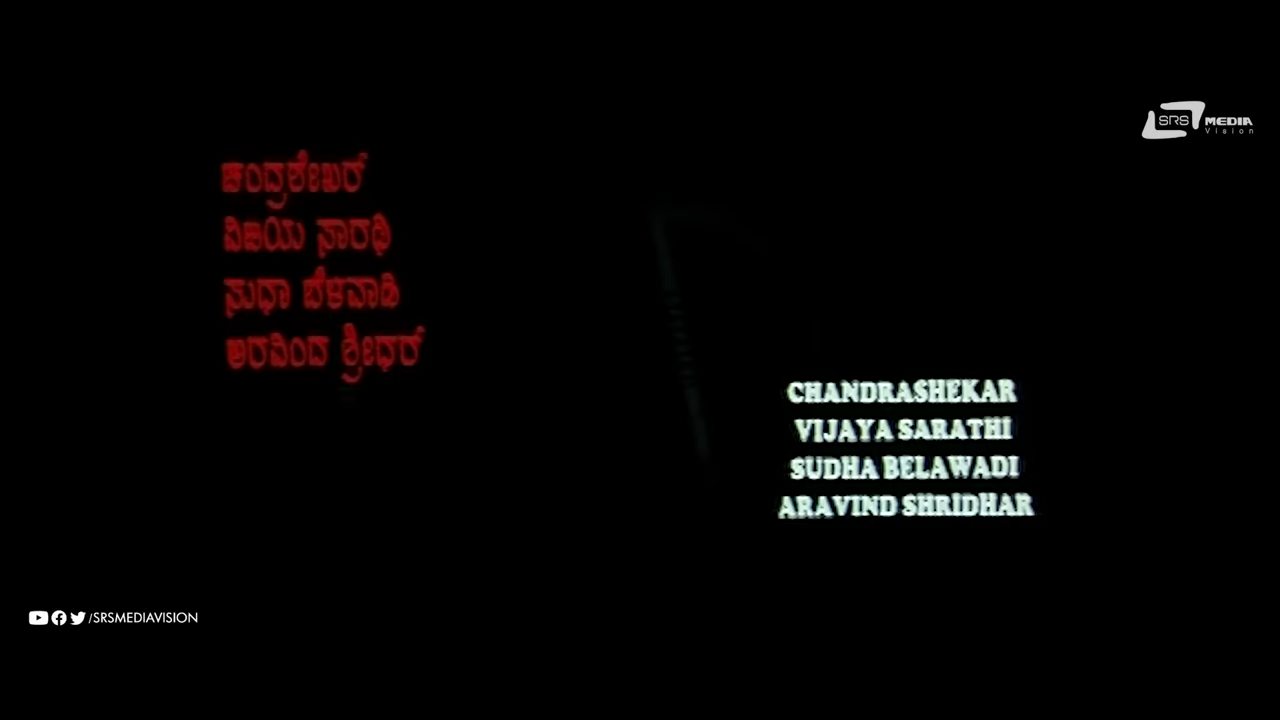 SRS MEDIA
Vision
ಚಂದ್ರಶೇಖರ್
ವಿಜಯ ಸಾರಥಿ
ಸುಧಾ ಬೆಳವಾಡಿ
ಅರವಿಂದ ಶ್ರೀಧರ್
CHANDRASHEKAR
VIJAYA SARATHI
SUDHA BELAWADI
ARAVIND SHRIDHAR
/SRSMEDIAVISION